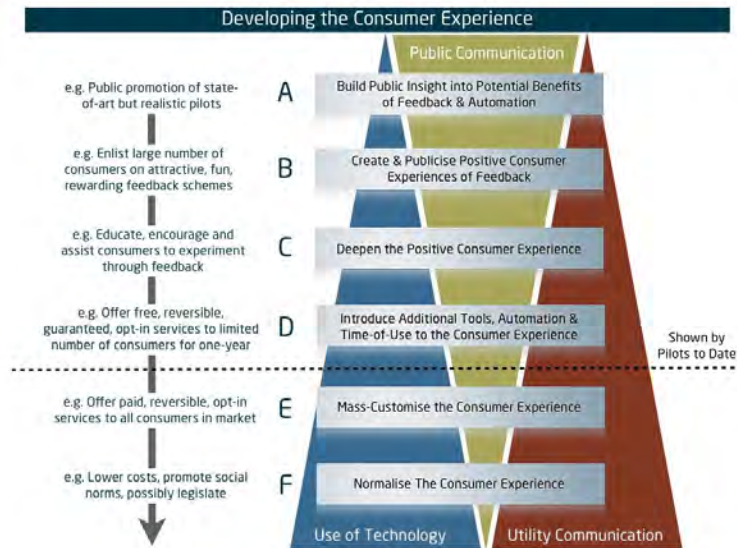 Developing the Consumer Experience
Public Communication
e.g. Public promotion of state-
of-art but realistic pilots
A
Build Public Insight into Potential Benefits
of Feedback & Automation
e.g. Enlist large number of
consumers on attractive, fun,
rewarding feedback schemes
B
Create & Publicise Positive Consumer
Experiences of Feedback
e.g. Educate, encourage and
assist consumers to experiment
through feedback
C
Deepen the Positive Consumer Experience
e.g. Offer free, reversible,
guaranteed, opt-in services to limited
number of consumers for one-year
D
Introduce Additional Tools, Automation &
Time-of-Use to the Consumer Experience
Shown by
Pilots to Date
e.g. Offer paid, reversible, opt-in
services to all consumers in market
E
Mass-Customise the Consumer Experience
e.g. Lower costs, promote social
norms, possibly legislate
F
Normalise The Consumer Experience
Use of Technology
Utility Communication